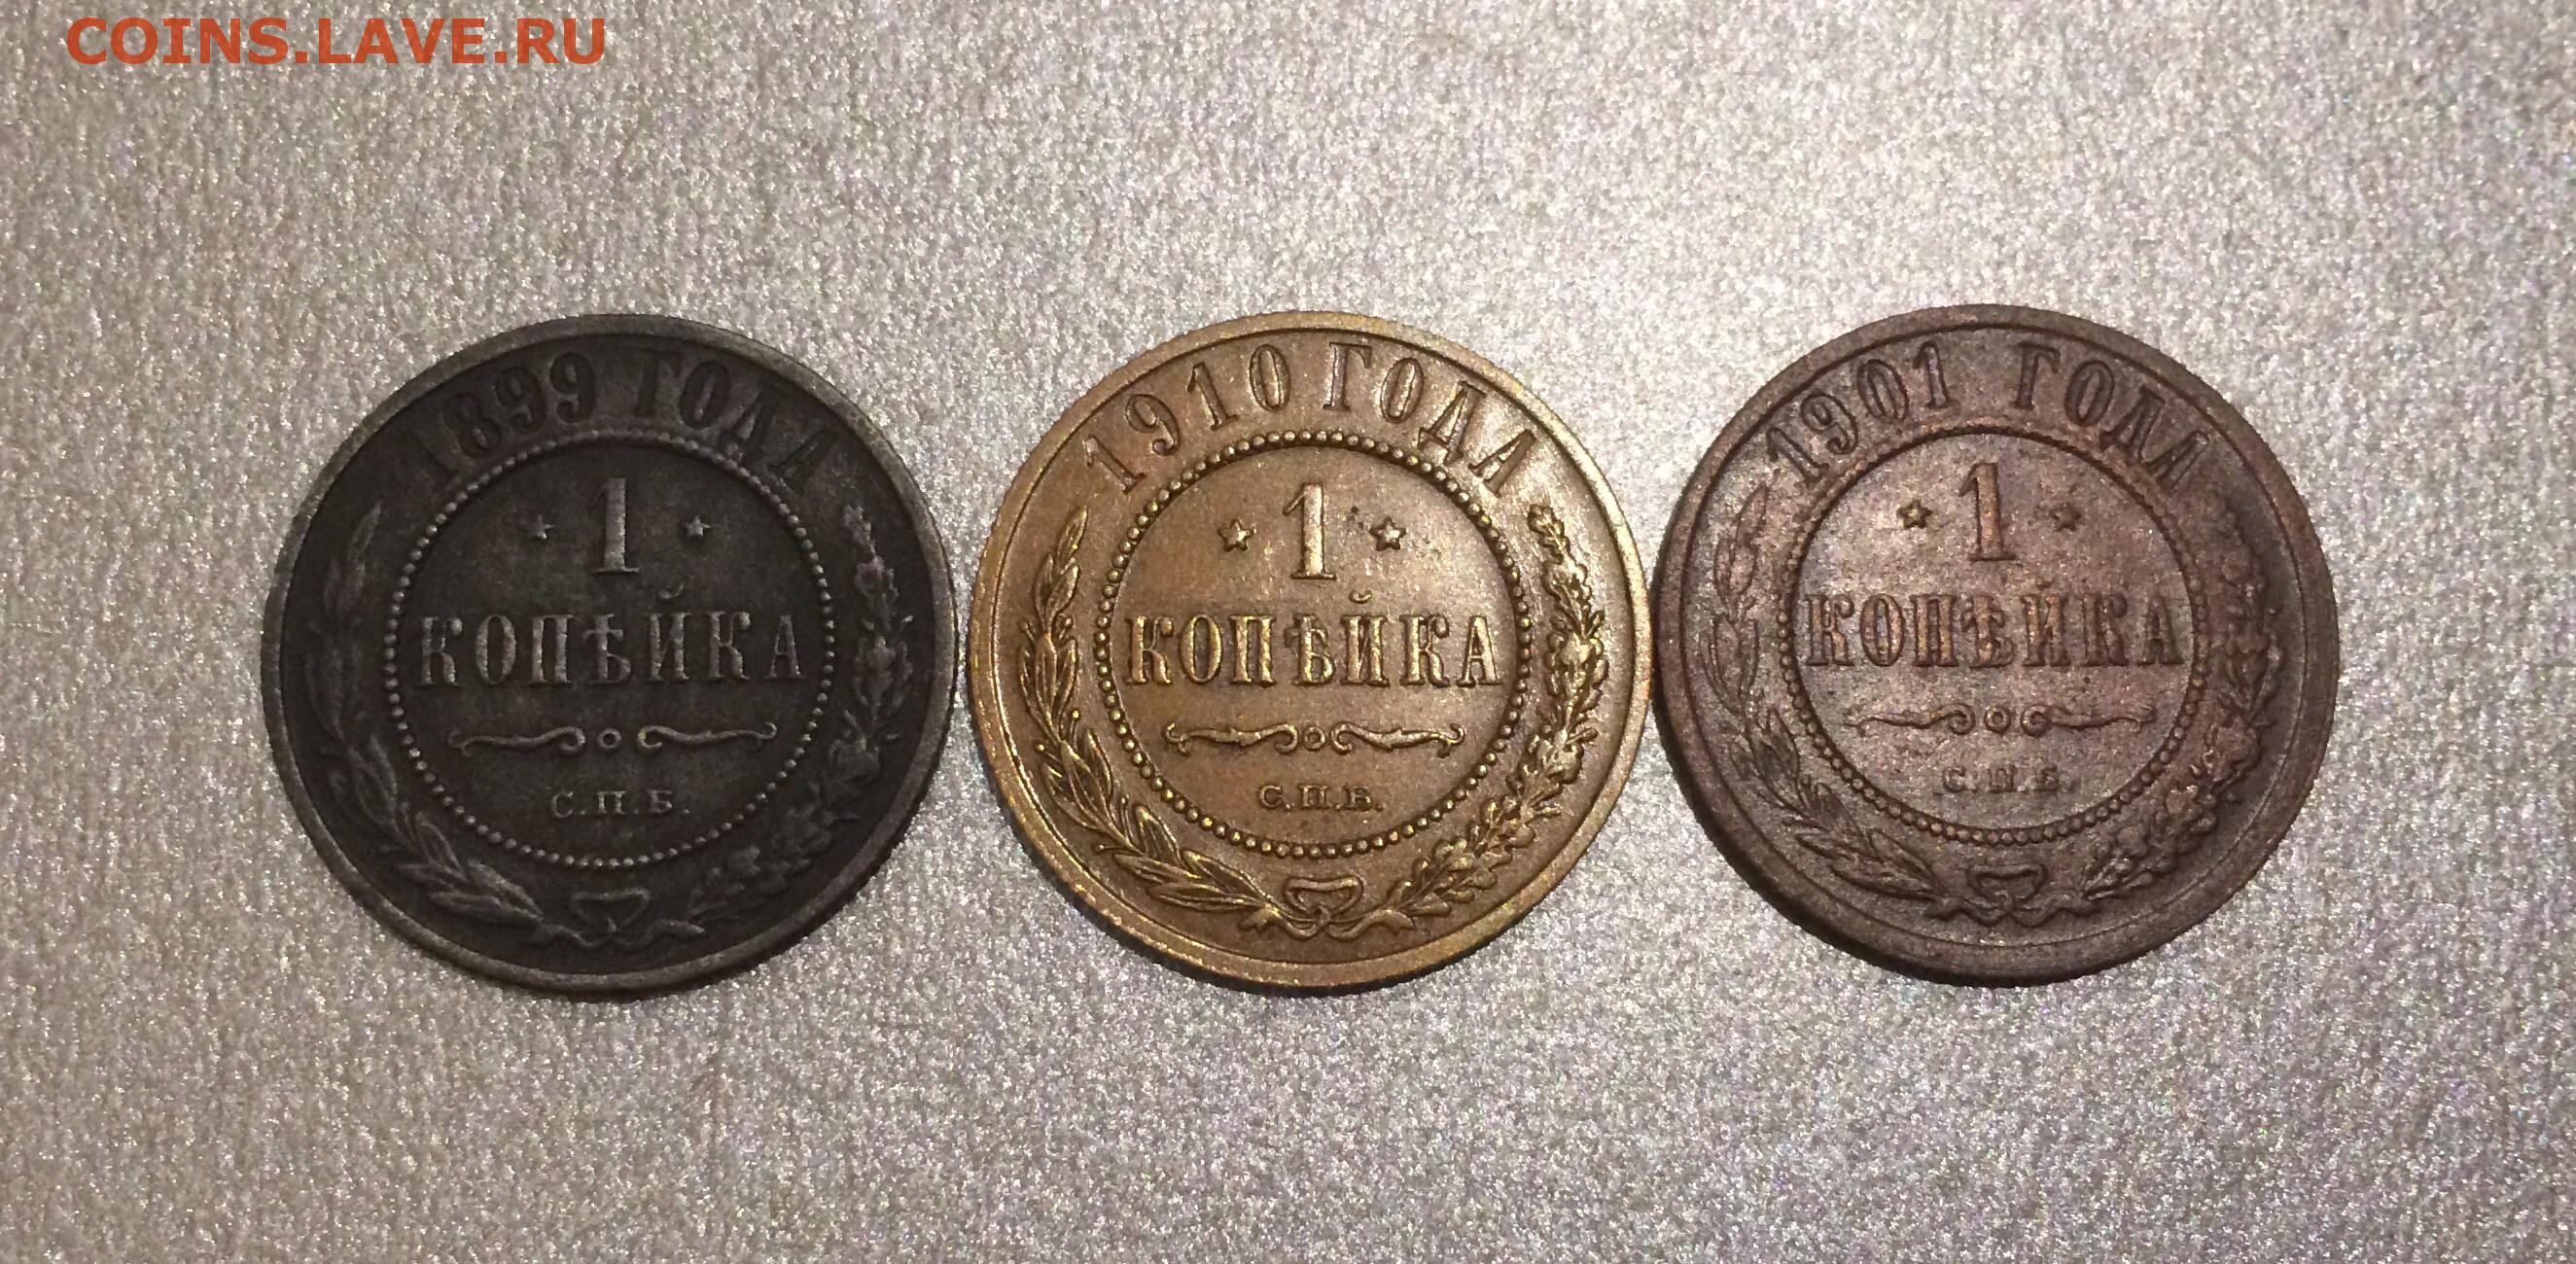 COINS.LAVE.RU
1899 ГОДА
1
КОПѢЙКА
С.П.Б.
1910 ГОДА
1
КОПѢЙКА
С.П.Б.
1901 ГОДА
1
КОПѢЙКА
С.П.Б.